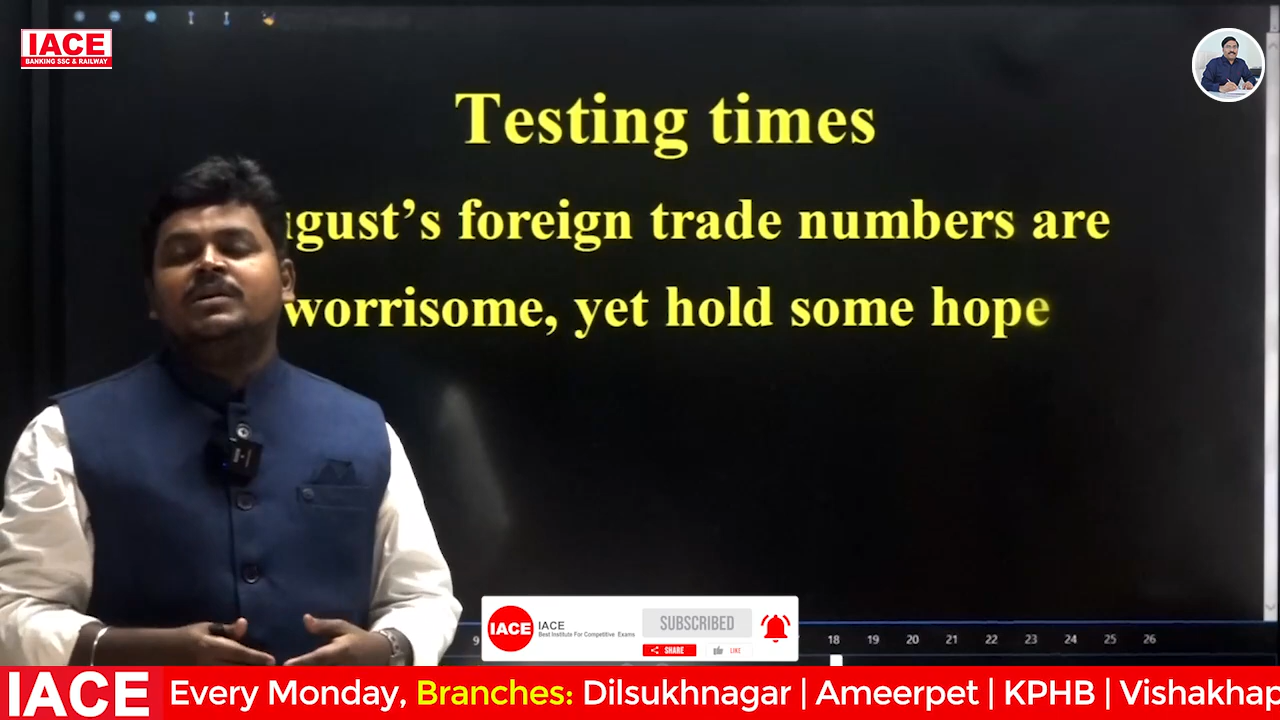 IACE
BANKING SSC & RAILWAY
Testing times
ugust’s foreign trade numbers are
worrisome, yet hold some hope
IACE
IACE
Best Institute For Competitive Exams
SUBSCRIBED
SHARE
LIKE
9
18 19 20 21 22 23 24 25 26
IACE
Every Monday, Branches: Dilsukhnagar | Ameerpet | KPHB | Vishakhap